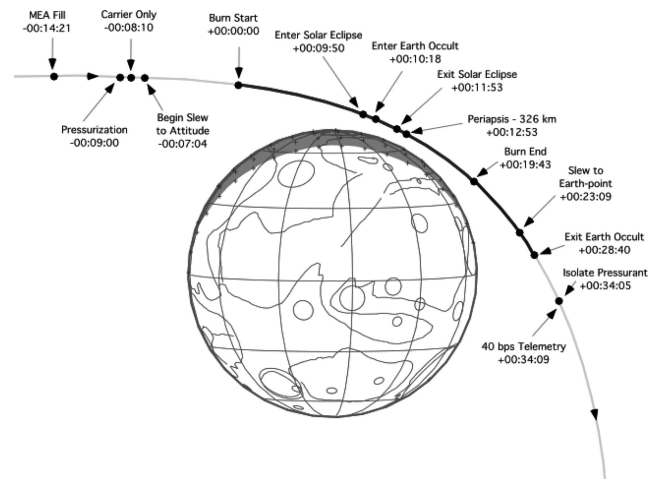 MEA Fill
-00:14:21
Carrier Only
-00:08:10
Burn Start
+00:00:00
Enter Solar Eclipse
+00:09:50
Enter Earth Occult
+00:10:18
Exit Solar Eclipse
+00:11:53
Pressurization
-00:09:00
Begin Slew
to Attitude
-00:07:04
Periapsis - 326 km
+00:12:53
Burn End
+00:19:43
Slew to
Earth-point
+00:23:09
Exit Earth Occult
+00:28:40
Isolate Pressurant
+00:34:05
40 bps Telemetry
+00:34:09